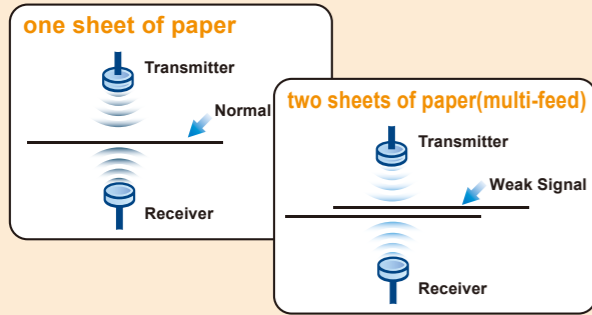 one sheet of paper
Transmitter
Normal
Receiver
two sheets of paper(multi-feed)
Transmitter
Weak Signal
Receiver